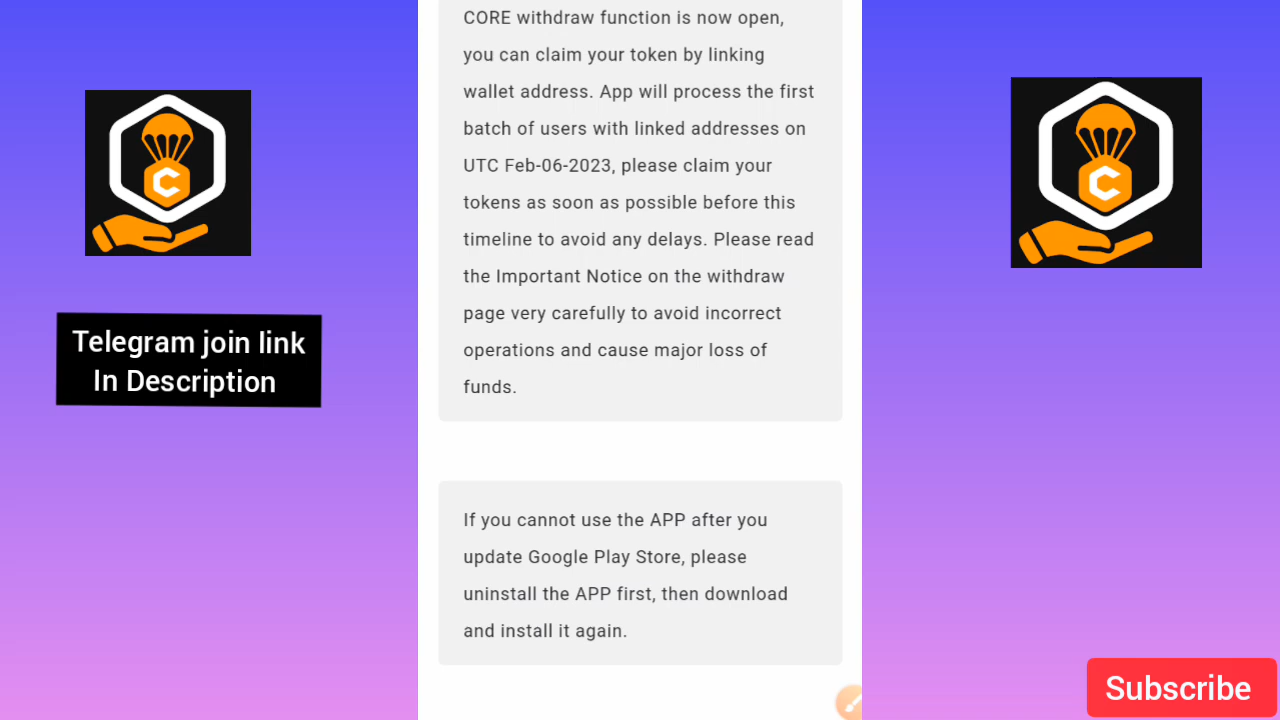 CORE withdraw function is now open,
you can claim your token by linking
wallet address. App will process the first
batch of users with linked addresses on
UTC Feb-06-2023, please claim your
tokens as soon as possible before this
timeline to avoid any delays. Please read
the Important Notice on the withdraw
page very carefully to avoid incorrect
operations and cause major loss of
funds.
Telegram join link
In Description
If you cannot use the APP after you
update Google Play Store, please
uninstall the APP first, then download
and install it again.
Subscribe